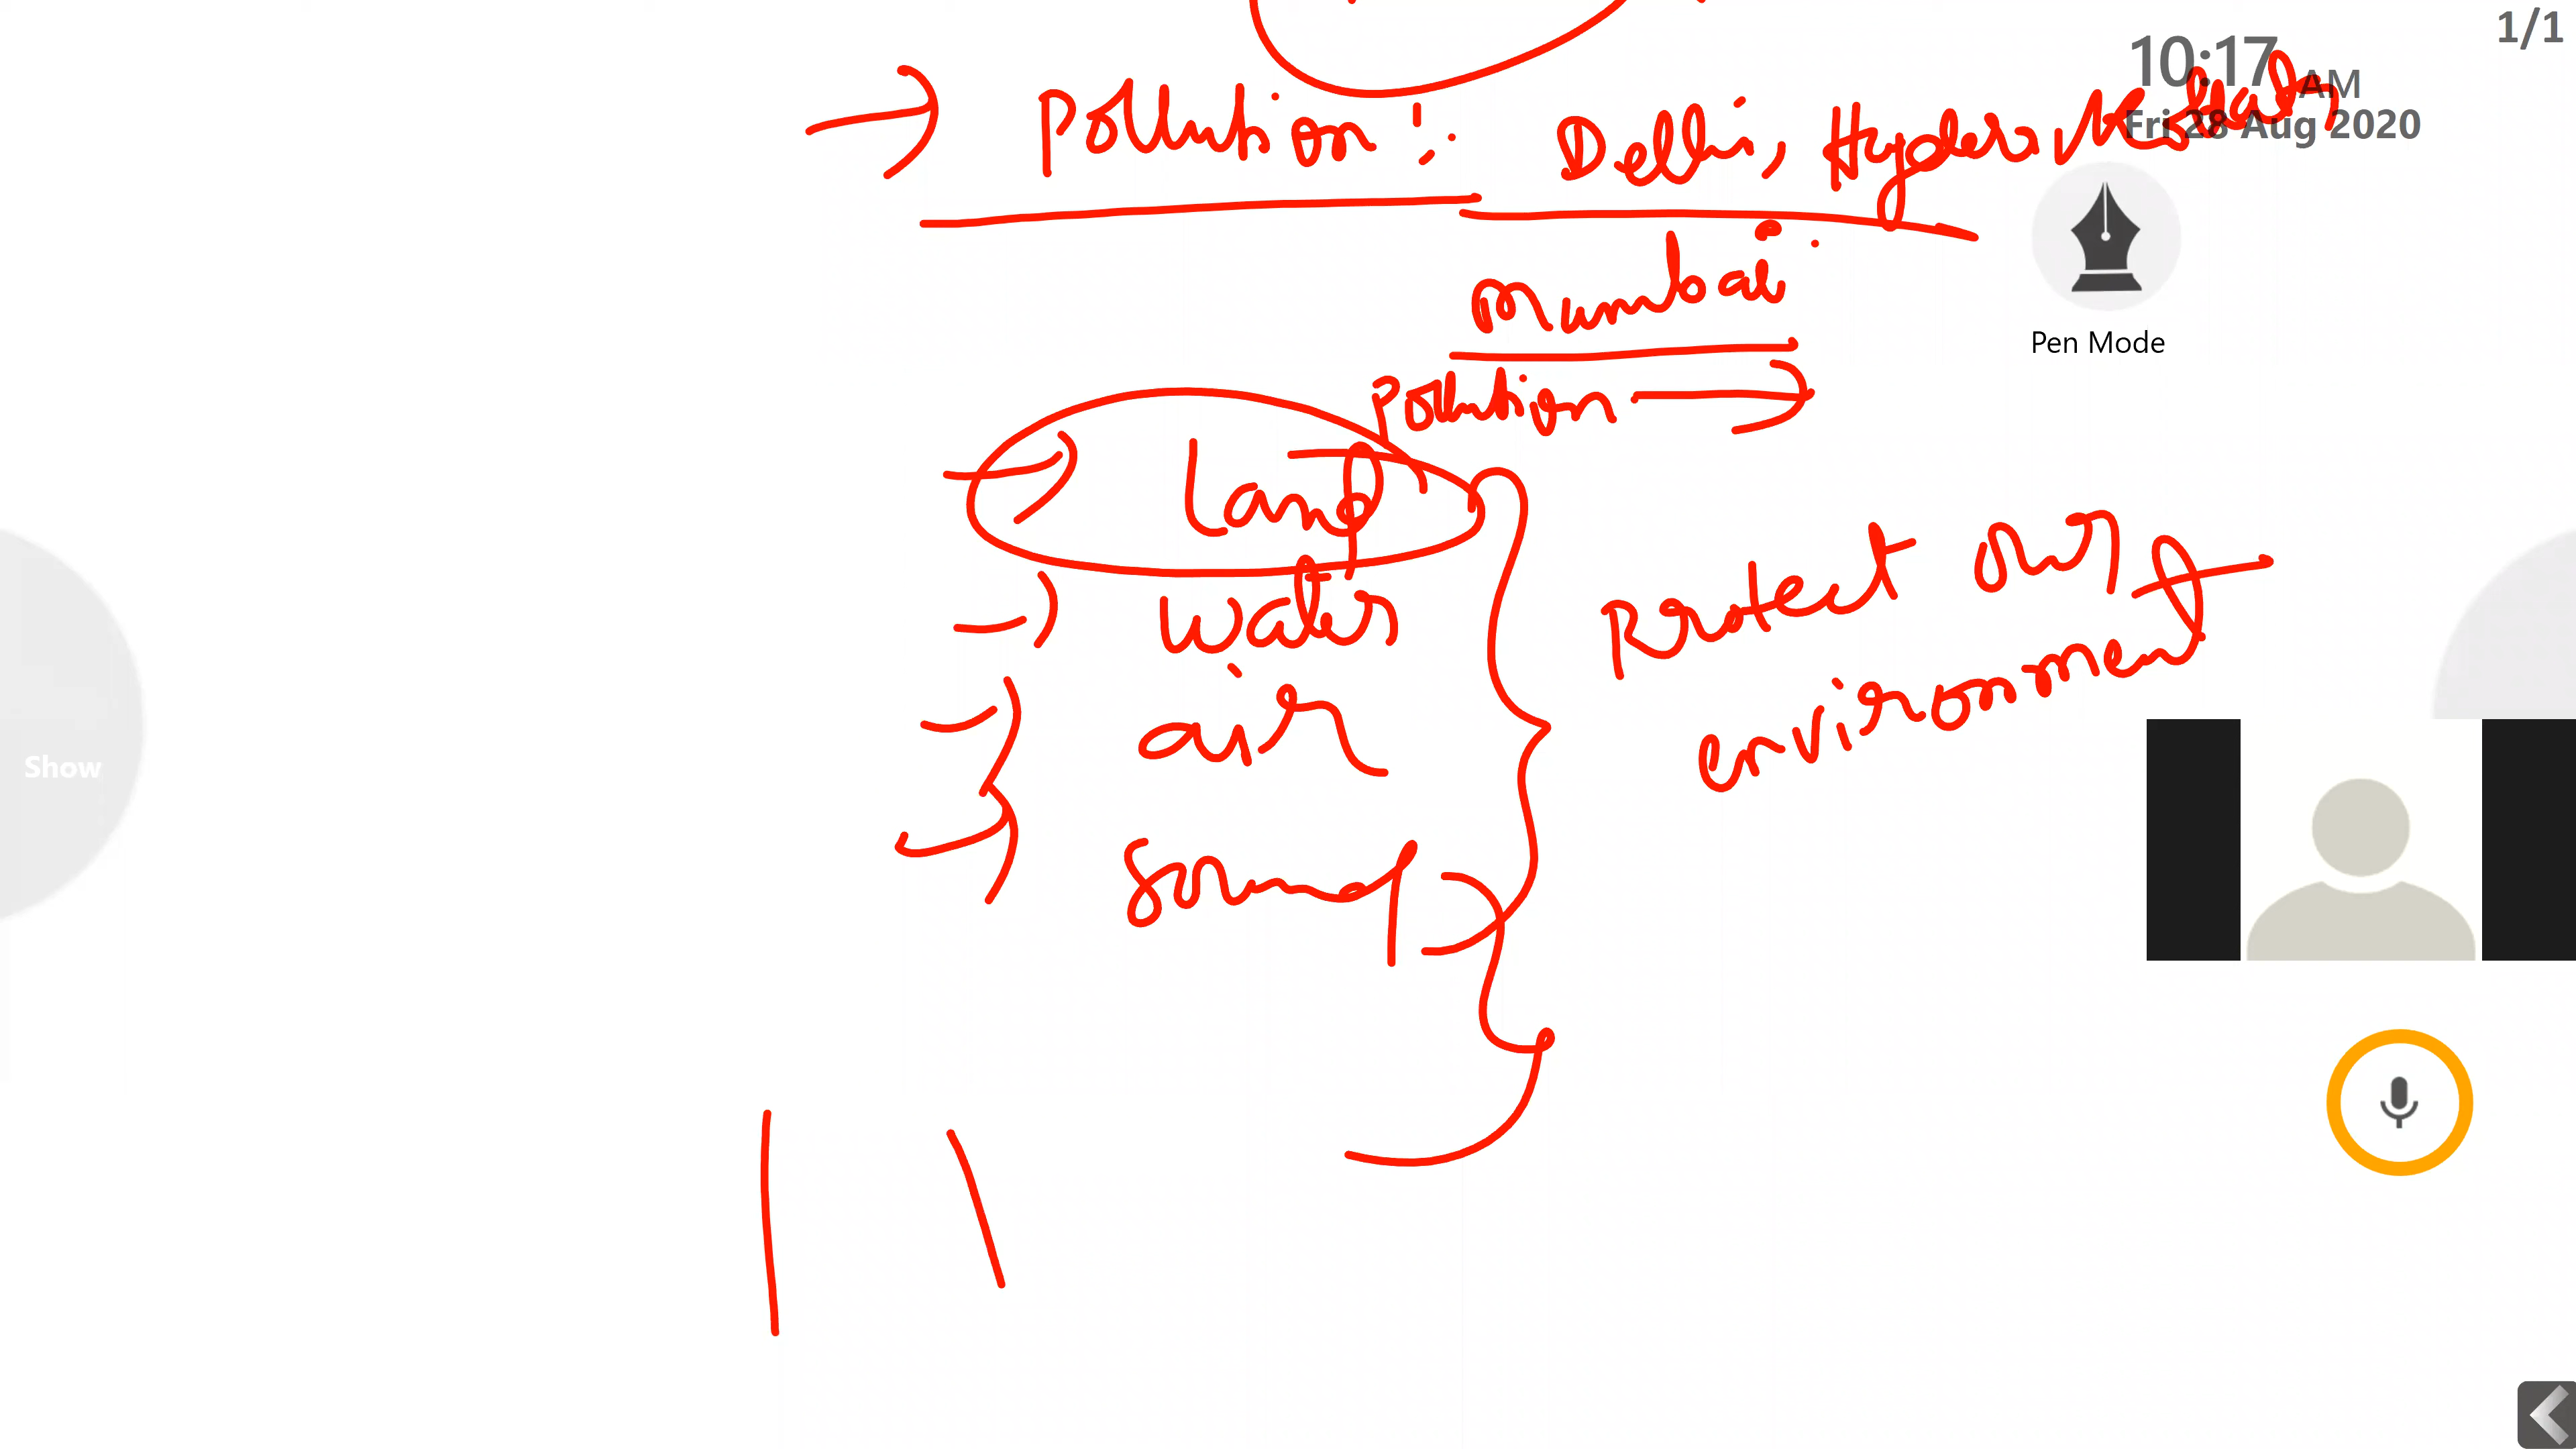 1/1
10:17 AM
Fri 28 Aug 2020
→ Pollution :- Delhi, Hydera
Mumbai
Pen Mode
Pollution →
→ Land
→ Water
→ air
→ Sound
Protect our
environment
Show